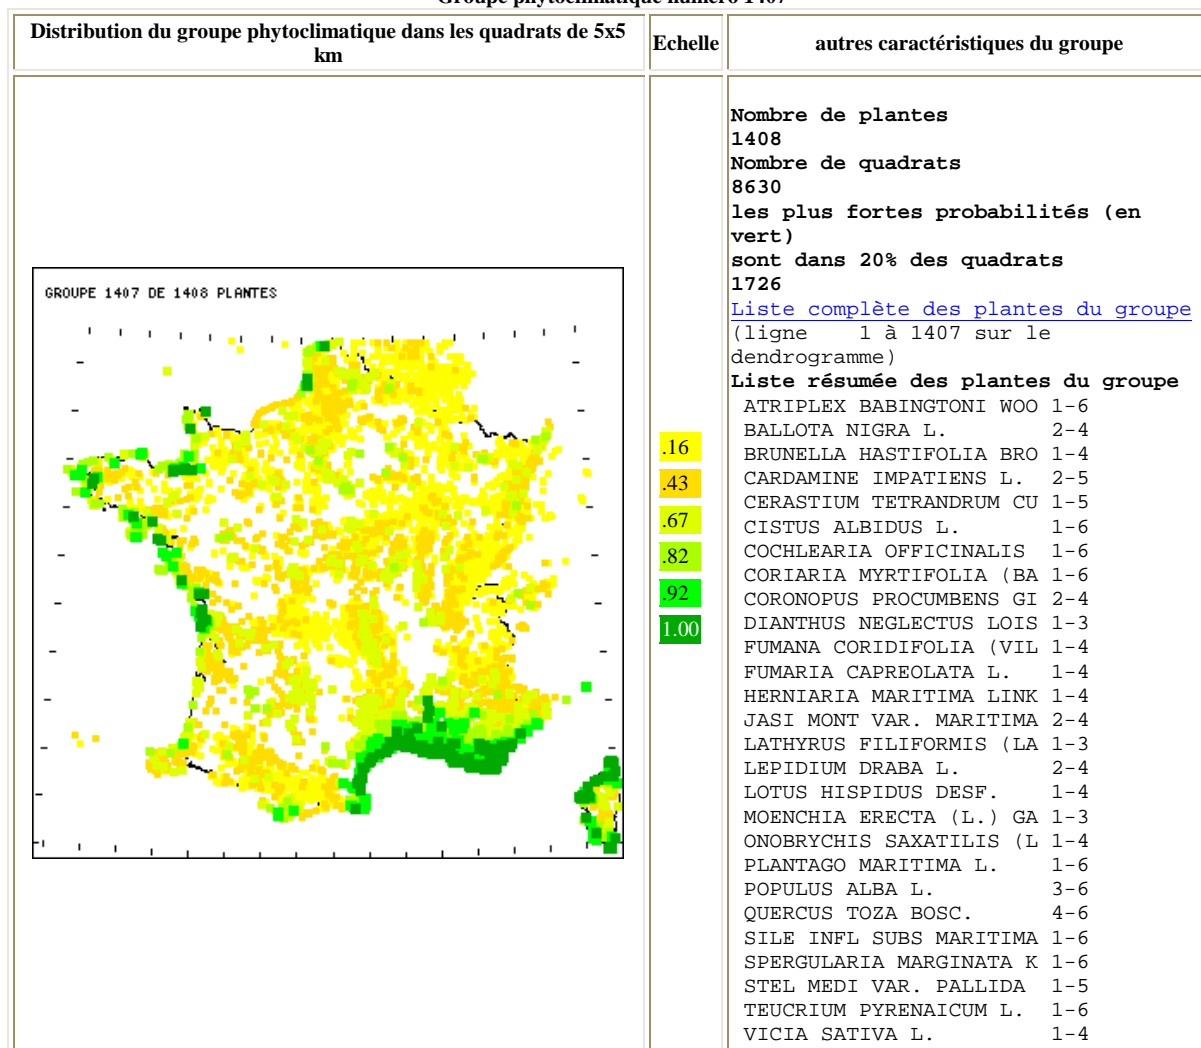 Groupe phytoclimatique numéro 1407
Distribution du groupe phytoclimatique dans les quadrats de 5x5
km
Echelle
autres caractéristiques du groupe
GROUPE 1407 DE 1408 PLANTES
.16
.43
.67
.82
.92
1.00
Nombre de plantes
1408
Nombre de quadrats
8630
les plus fortes probabilités (en
vert)
sont dans 20% des quadrats
1726
Liste complète des plantes du groupe
(ligne 1 à 1407 sur le
dendrogramme)
Liste résumée des plantes du groupe
ATRIPLEX BABINGTONI WOO 1-6
BALLOTA NIGRA L. 2-4
BRUNELLA HASTIFOLIA BRO 1-4
CARDAMINE IMPATIENS L. 2-5
CERASTIUM TETRANDRUM CU 1-5
CISTUS ALBIDUS L. 1-6
COCHLEARIA OFFICINALIS 1-6
CORIARIA MYRTIFOLIA (BA 1-6
CORONOPUS PROCUMBENS GI 2-4
DIANTHUS NEGLECTUS LOIS 1-3
FUMANA CORIDIFOLIA (VIL 1-4
FUMARIA CAPREOLATA L. 1-4
HERNIARIA MARITIMA LINK 1-4
JASI MONT VAR. MARITIMA 2-4
LATHYRUS FILIFORMIS (LA 1-3
LEPIDIUM DRABA L. 2-4
LOTUS HISPIDUS DESF. 1-4
MOENCHIA ERECTA (L.) GA 1-3
ONOBRYCHIS SAXATILIS (L 1-4
PLANTAGO MARITIMA L. 1-6
POPULUS ALBA L. 3-6
QUERCUS TOZA BOSC. 4-6
SILE INFL SUBS MARITIMA 1-6
SPERGULARIA MARGINATA K 1-6
STEL MEDI VAR. PALLIDA 1-5
TEUCRIUM PYRENAICUM L. 1-6
VICIA SATIVA L. 1-4